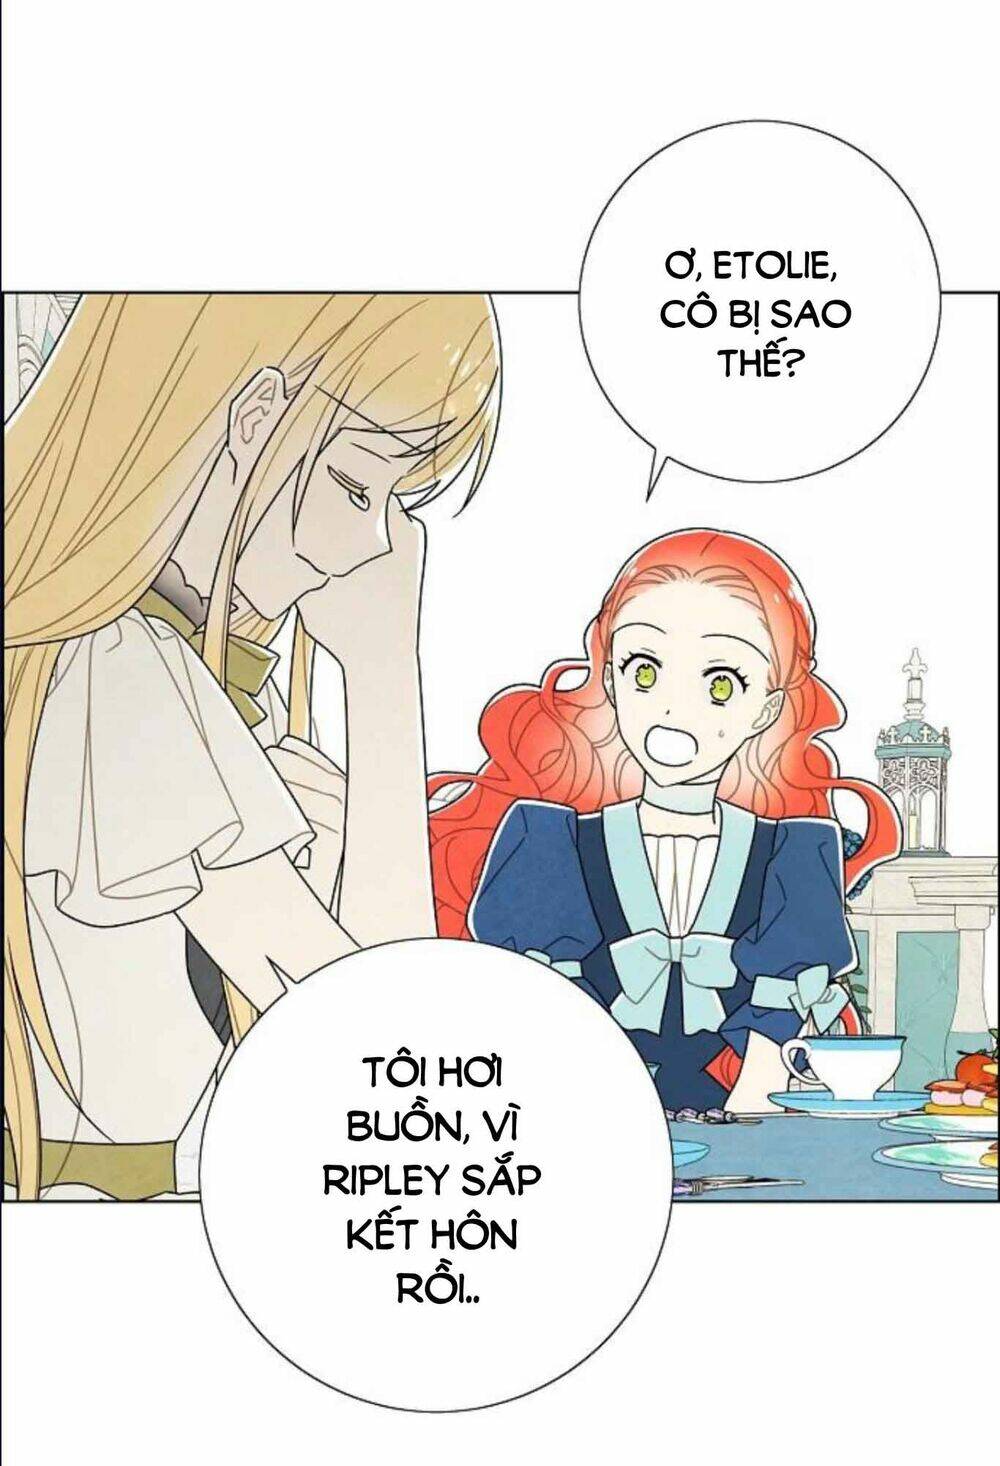 Ơ, ETOLIE,
CÔ BỊ SAO
THẾ?
TÔI HƠI
BUỒN, VÌ
RIPLEY SẮP
KẾT HÔN
RỒI..